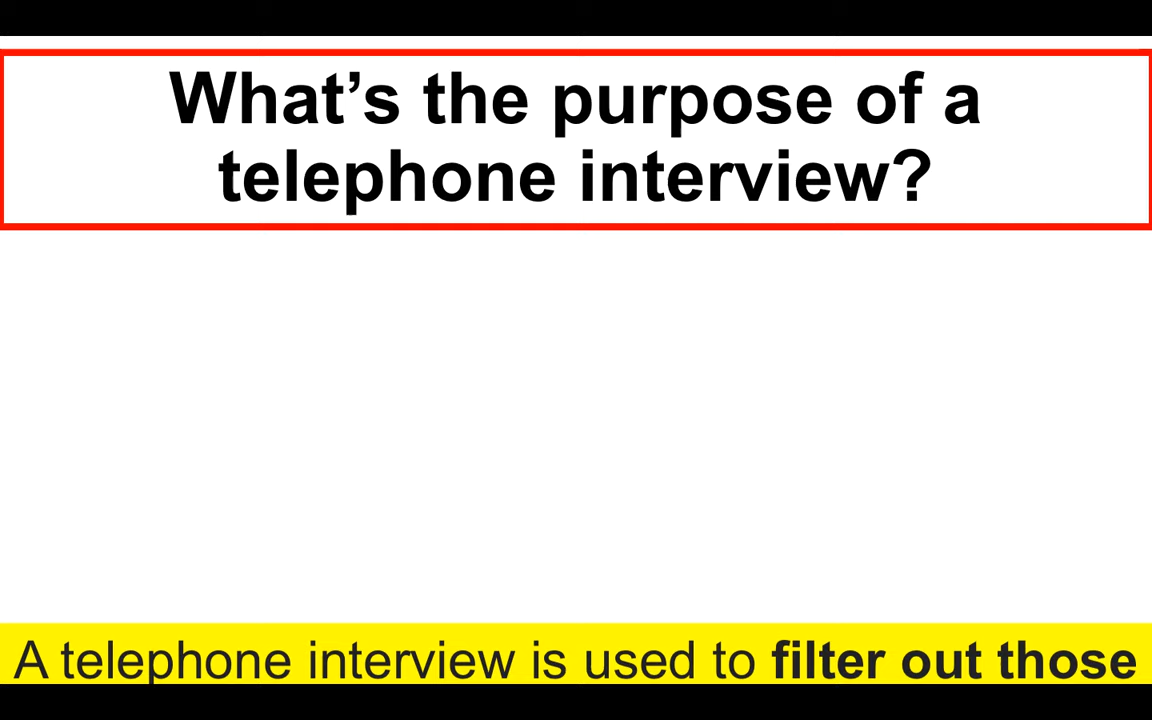 What’s the purpose of a
telephone interview?
A telephone interview is used to filter out those